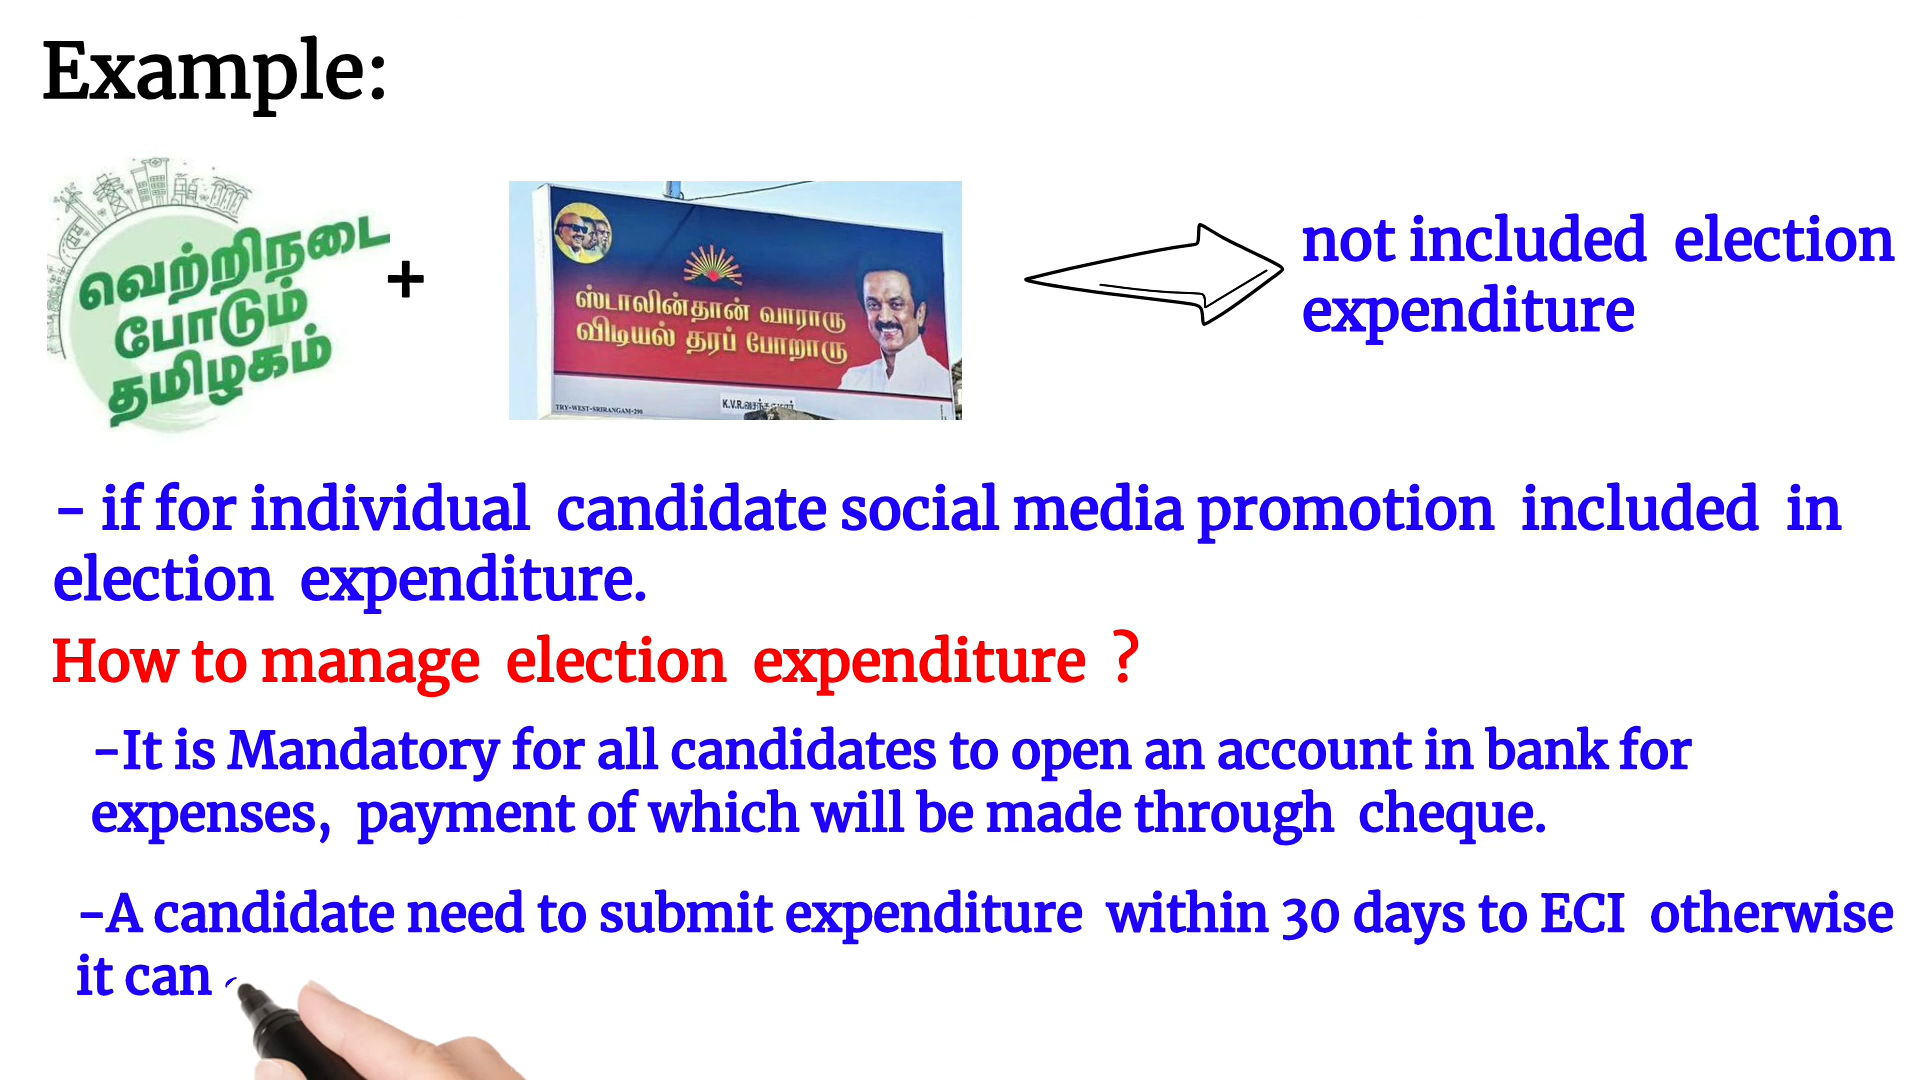 Example:
வெற்றிநடை
போடும்
தமிழகம்
+
ஸ்டாலின்தான் வாராரு
விடியல் தரப் போறாரு
TRY-WEST-SRIRANGAM-298
K.V.R.
not included election
expenditure
- if for individual candidate social media promotion included in
election expenditure.
How to manage election expenditure ?
-It is Mandatory for all candidates to open an account in bank for
expenses, payment of which will be made through cheque.
-A candidate need to submit expenditure within 30 days to ECI otherwise
it can